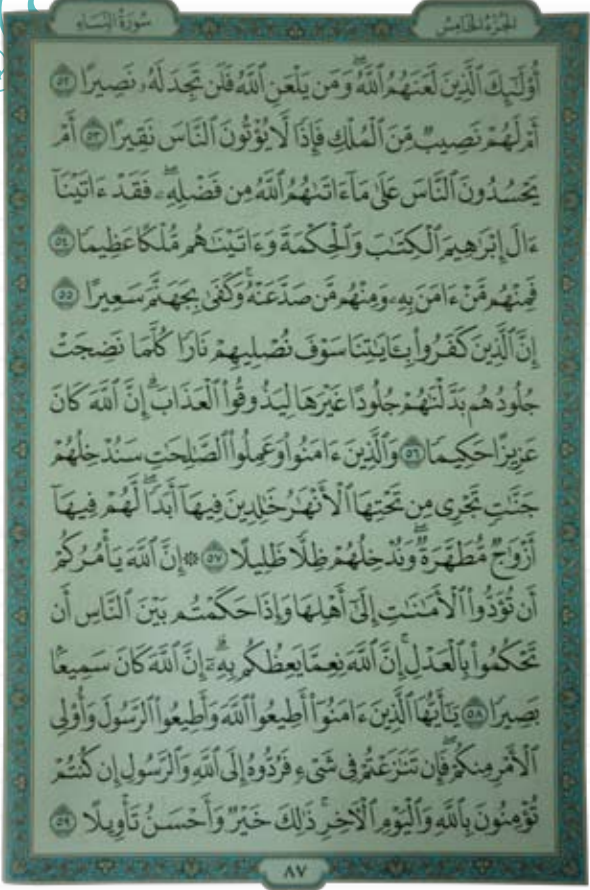 الجزء الخامس
سورة النساء
أُوْلَٰٓئِكَ ٱلَّذِينَ لَعَنَهُمُ ٱللَّهُۖ وَمَن يَلْعَنِ ٱللَّهُ فَلَن تَجِدَ لَهُۥ نَصِيرًا ٥٢
أَمْ لَهُمْ نَصِيبٌ مِّنَ ٱلْمُلْكِ فَإِذًا لَّا يُؤْتُونَ ٱلنَّاسَ نَقِيرًا ٥٣ أَمْ
يَحْسُدُونَ ٱلنَّاسَ عَلَىٰ مَآ ءَاتَىٰهُمُ ٱللَّهُ مِن فَضْلِهِۦۖ فَقَدْ ءَاتَيْنَآ
ءَالَ إِبْرَٰهِيمَ ٱلْكِتَٰبَ وَٱلْحِكْمَةَ وَءَاتَيْنَٰهُم مُّلْكًا عَظِيمًا ٥٤
فَمِنْهُم مَّنْ ءَامَنَ بِهِۦ وَمِنْهُم مَّن صَدَّ عَنْهُۚ وَكَفَىٰ بِجَهَنَّمَ سَعِيرًا ٥٥
إِنَّ ٱلَّذِينَ كَفَرُواْ بِـَٔايَٰتِنَا سَوْفَ نُصْلِيهِمْ نَارًا كُلَّمَا نَضِجَتْ
جُلُودُهُم بَدَّلْنَٰهُمْ جُلُودًا غَيْرَهَا لِيَذُوقُواْ ٱلْعَذَابَۗ إِنَّ ٱللَّهَ كَانَ
عَزِيزًا حَكِيمًا ٥٦ وَٱلَّذِينَ ءَامَنُواْ وَعَمِلُواْ ٱلصَّٰلِحَٰتِ سَنُدْخِلُهُمْ
جَنَّٰتٍ تَجْرِى مِن تَحْتِهَا ٱلْأَنْهَٰرُ خَٰلِدِينَ فِيهَآ أَبَدًاۖ لَّهُمْ فِيهَآ
أَزْوَٰجٌ مُّطَهَّرَةٌۖ وَنُدْخِلُهُمْ ظِلًّا ظَلِيلًا ٥٧ ۞ إِنَّ ٱللَّهَ يَأْمُرُكُمْ
أَن تُؤَدُّواْ ٱلْأَمَٰنَٰتِ إِلَىٰٓ أَهْلِهَا وَإِذَا حَكَمْتُم بَيْنَ ٱلنَّاسِ أَن
تَحْكُمُواْ بِٱلْعَدْلِۚ إِنَّ ٱللَّهَ نِعِمَّا يَعِظُكُم بِهِۦٓۗ إِنَّ ٱللَّهَ كَانَ سَمِيعًۢا
بَصِيرًا ٥٨ يَٰٓأَيُّهَا ٱلَّذِينَ ءَامَنُوٓاْ أَطِيعُواْ ٱللَّهَ وَأَطِيعُواْ ٱلرَّسُولَ وَأُوْلِى
ٱلْأَمْرِ مِنكُمْۖ فَإِن تَنَٰزَعْتُمْ فِى شَىْءٍ فَرُدُّوهُ إِلَى ٱللَّهِ وَٱلرَّسُولِ إِن كُنتُمْ
تُؤْمِنُونَ بِٱللَّهِ وَٱلْيَوْمِ ٱلْءَاخِرِۚ ذَٰلِكَ خَيْرٌ وَأَحْسَنُ تَأْوِيلًا ٥٩
٨٧